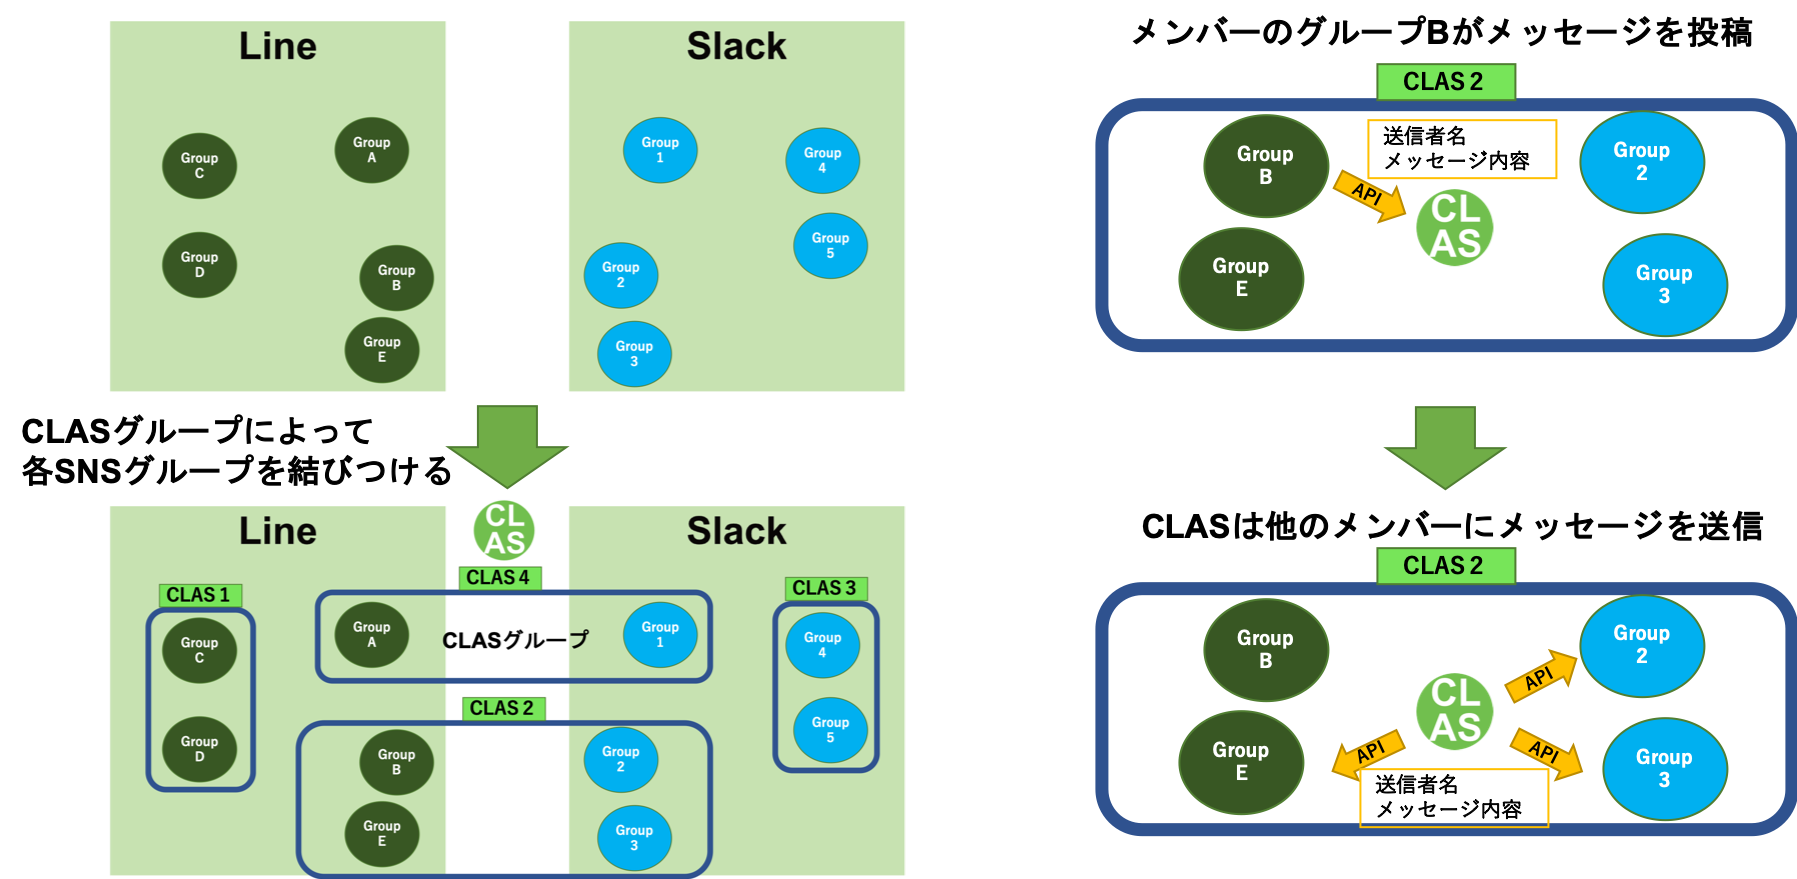 Line
Slack
Group
C
Group
A
Group
D
Group
B
Group
E
Group
1
Group
4
Group
5
Group
2
Group
3
CLASグループによって
各SNSグループを結びつける
CL
AS
Line
Slack
CLAS 1
Group
C
Group
D
CLAS 4
Group
A
CLASグループ
Group
1
CLAS 3
Group
4
Group
5
CLAS 2
Group
B
Group
E
Group
2
Group
3
メンバーのグループBがメッセージを投稿
CLAS 2
Group
B
送信者名
メッセージ内容
Group
2
API
CL
AS
Group
E
Group
3
CLASは他のメンバーにメッセージを送信
CLAS 2
Group
B
Group
2
API
CL
AS
Group
E
API
API
Group
3
送信者名
メッセージ内容